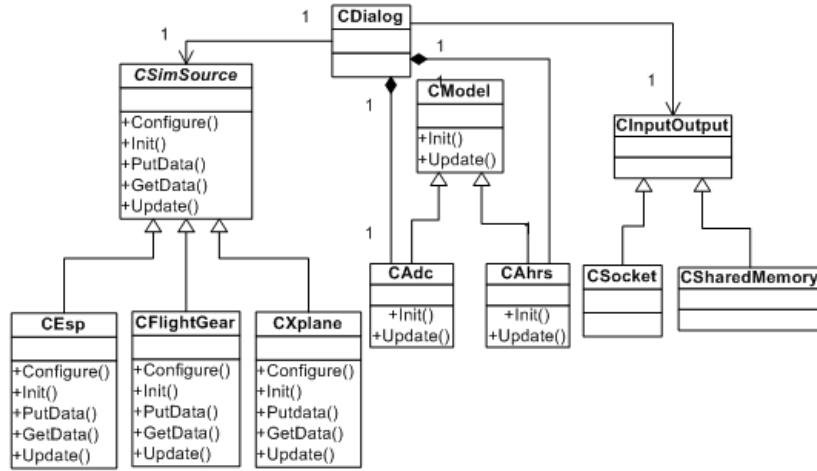 1
CDialog
1
1
CSimSource
+Configure()
+Init()
+PutData()
+GetData()
+Update()
1
1
1
CModel
+Init()
+Update()
1
CInputOutput
1
1
CAdc
+Init()
+Update()
CAhrs
+Init()
+Update()
CSocket
CSharedMemory
CEsp
+Configure()
+Init()
+PutData()
+GetData()
+Update()
CFlightGear
+Configure()
+Init()
+PutData()
+GetData()
+Update()
CXplane
+Configure()
+Init()
+Putdata()
+GetData()
+Update()